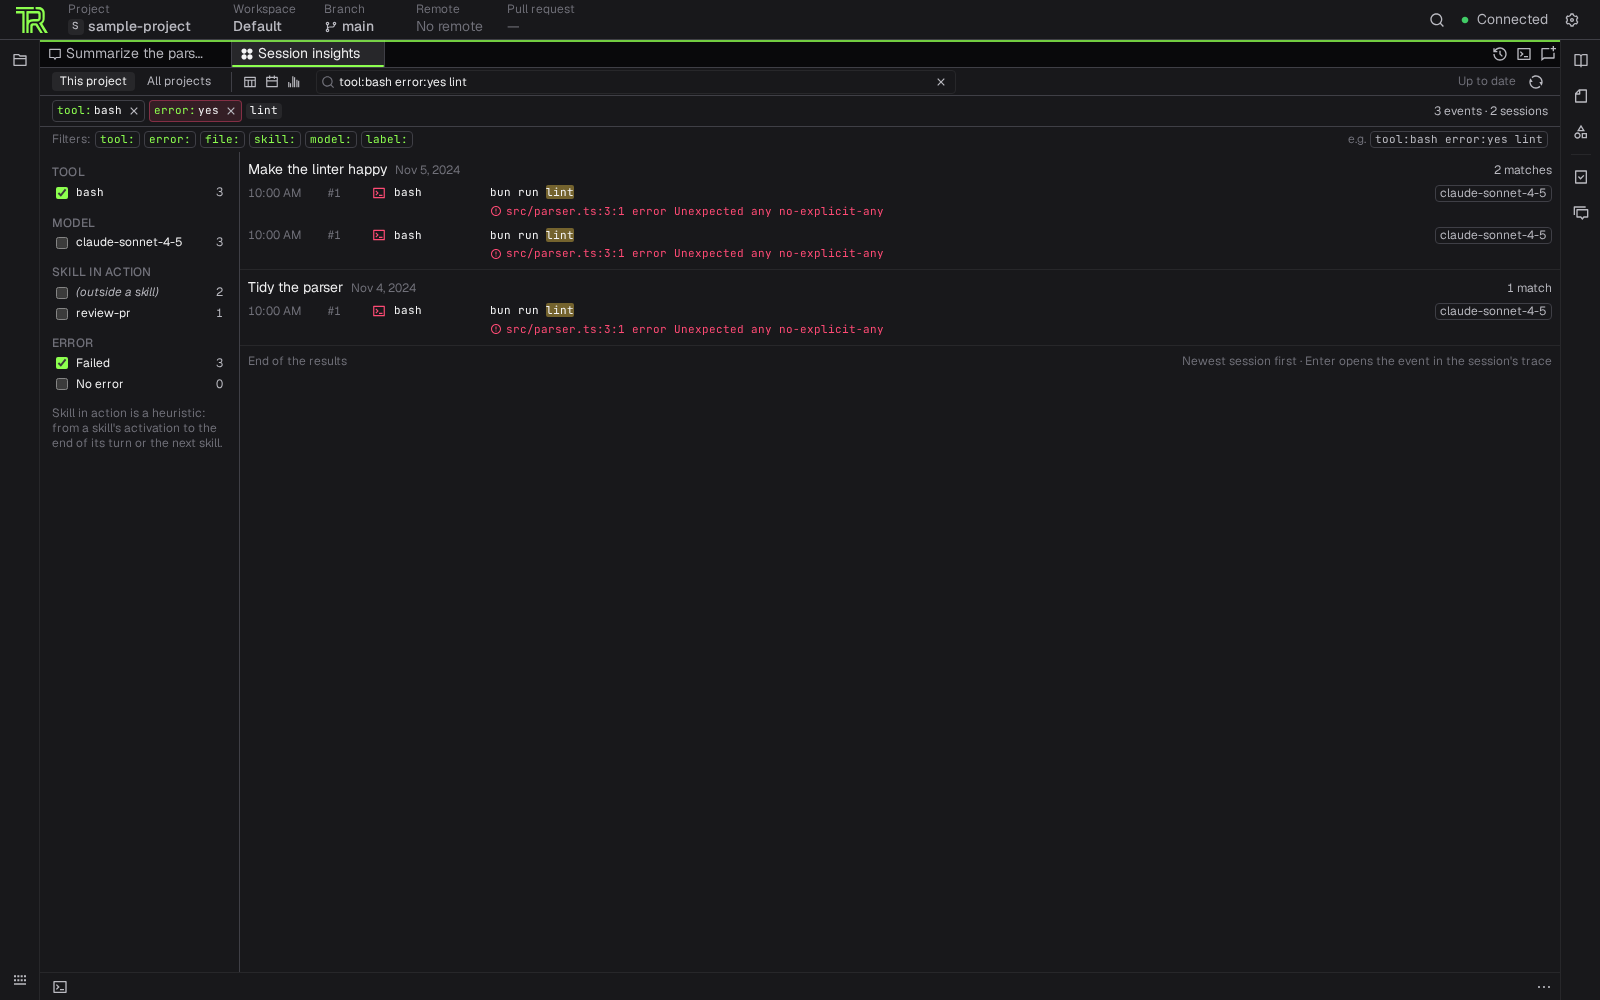 Project Workspace Branch Remote Pull request
S sample-project Default main No remote —
Connected
Summarize the pars... Session insights
This project All projects tool:bash error:yes lint Up to date
tool: bash error: yes lint 3 events · 2 sessions
Filters: tool: error: file: skill: model: label: e.g. tool:bash error:yes lint
TOOL
bash 3
MODEL
claude-sonnet-4-5 3
SKILL IN ACTION
(outside a skill) 2
review-pr 1
ERROR
Failed 3
No error 0
Skill in action is a heuristic:
from a skill's activation to the
end of its turn or the next skill.
Make the linter happy Nov 5, 2024 2 matches
10:00 AM #1 bash bun run lint claude-sonnet-4-5
src/parser.ts:3:1 error Unexpected any no-explicit-any
10:00 AM #1 bash bun run lint claude-sonnet-4-5
src/parser.ts:3:1 error Unexpected any no-explicit-any
Tidy the parser Nov 4, 2024 1 match
10:00 AM #1 bash bun run lint claude-sonnet-4-5
src/parser.ts:3:1 error Unexpected any no-explicit-any
End of the results Newest session first · Enter opens the event in the session's trace